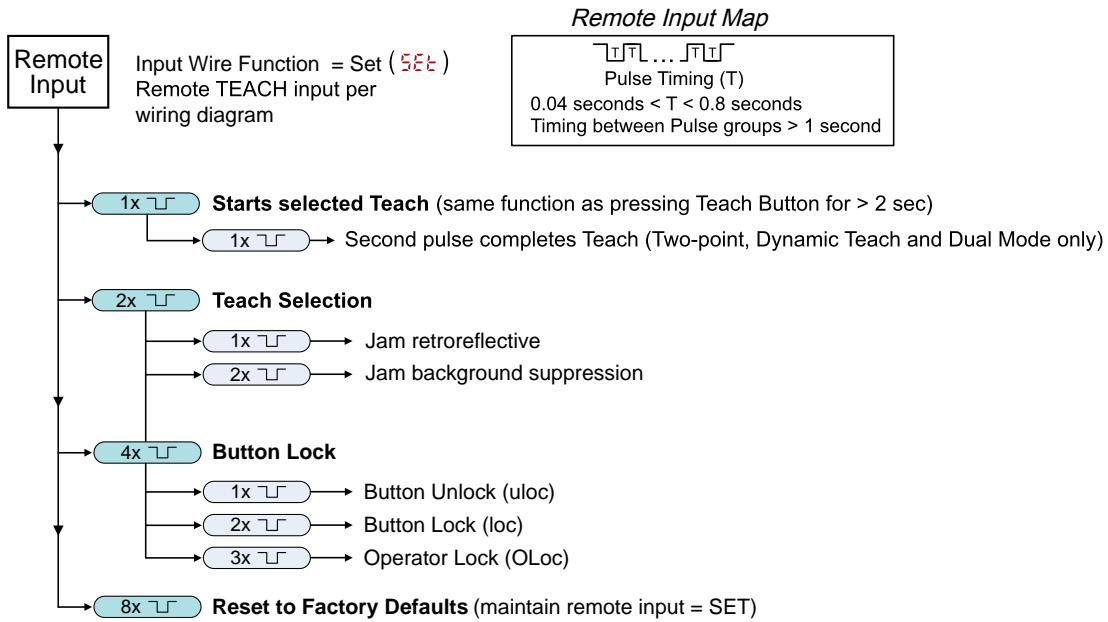 Remote Input Map
Remote
Input
Input Wire Function = Set ( SEt )
Remote TEACH input per
wiring diagram
T T ... T T
Pulse Timing (T)
0.04 seconds < T < 0.8 seconds
Timing between Pulse groups > 1 second
1x Starts selected Teach (same function as pressing Teach Button for > 2 sec)
1x Second pulse completes Teach (Two-point, Dynamic Teach and Dual Mode only)
2x Teach Selection
1x Jam retroreflective
2x Jam background suppression
4x Button Lock
1x Button Unlock (uloc)
2x Button Lock (loc)
3x Operator Lock (OLoc)
8x Reset to Factory Defaults (maintain remote input = SET)